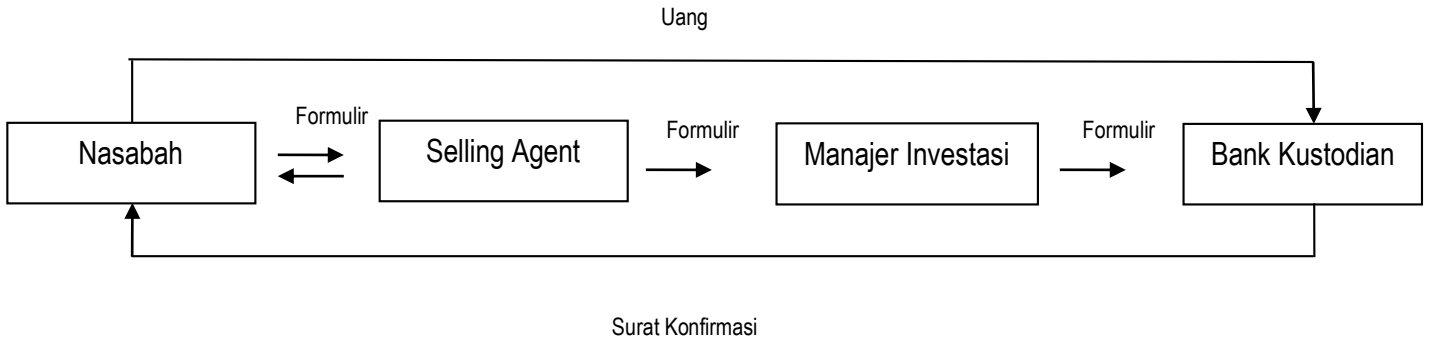 Uang
Formulir
Formulir
Formulir
Nasabah
Selling Agent
Manajer Investasi
Bank Kustodian
Surat Konfirmasi